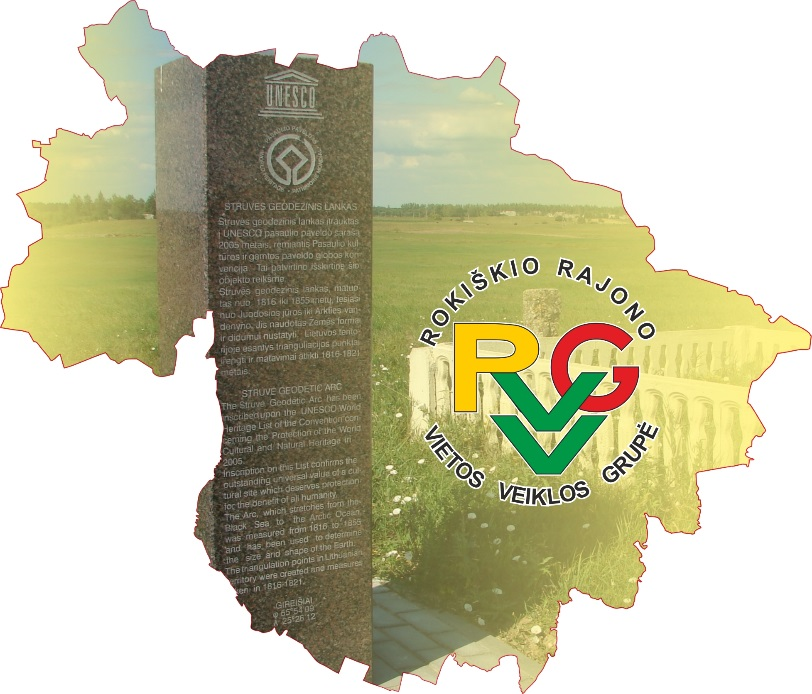 UNESCO
STRUVĖS GEODEZINIS LANKAS
Struvės geodezinis lankas įtrauktas
į UNESCO pasaulio paveldo sąrašą
2005 metais, remiantis Pasaulio kul-
tūros ir gamtos paveldo globos kon-
vencija. Tai patvirtino išskirtinę šio
objekto reikšmę.
Struvės geodezinis lankas, matuo-
tas nuo 1816 iki 1855 metų, tęsiasi
nuo Juodosios jūros iki Arkties van-
denyno. Jis naudotas Žemės formai
ir didumui nustatyti. Lietuvos terito-
rijoje esantys trianguliacijos punktai
įrengti ir matavimai atlikti 1816-1821
metais.
STRUVE GEODETIC ARC
The Struve Geodetic Arc has been
inscribed upon the UNESCO World
Heritage List of the Convention con-
cerning the Protection of the World
Cultural and Natural Heritage in
2005.
Inscription on this List confirms the
outstanding universal value of a cul-
tural site which deserves protection
for the benefit of all humanity.
The Arc, which stretches from the
Black Sea to the Arctic Ocean,
was measured from 1816 to 1855
and has been used to determine
the size and shape of the Earth.
The triangulation points in Lithuanian
territory were created and measures
taken in 1816-1821.
GIREIŠIAI
ROKIŠKIO RAJONO
PVG
V
VIETOS VEIKLOS GRUPĖ